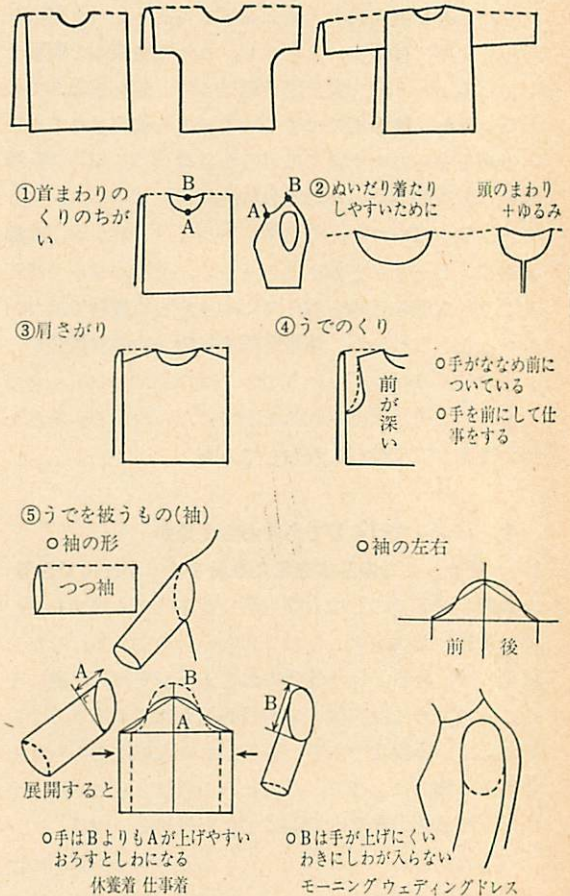 ①首まわりの
くりのちが
い
B
A
A
B
②ぬいだり着たり
しやすいために
頭のまわり
+ゆるみ
③肩さがり
④うでのくり
前が深い
○手がななめ前に
ついている
○手を前にして仕
事をする
⑤うでを被うもの(袖)
○袖の形
つつ袖
○袖の左右
前 後
A
B
A
B
展開すると
○手はBよりもAが上げやすい
おろすとしわになる
休養着 仕事着
○Bは手が上げにくい
わきにしわが入らない
モーニング ウェディングドレス